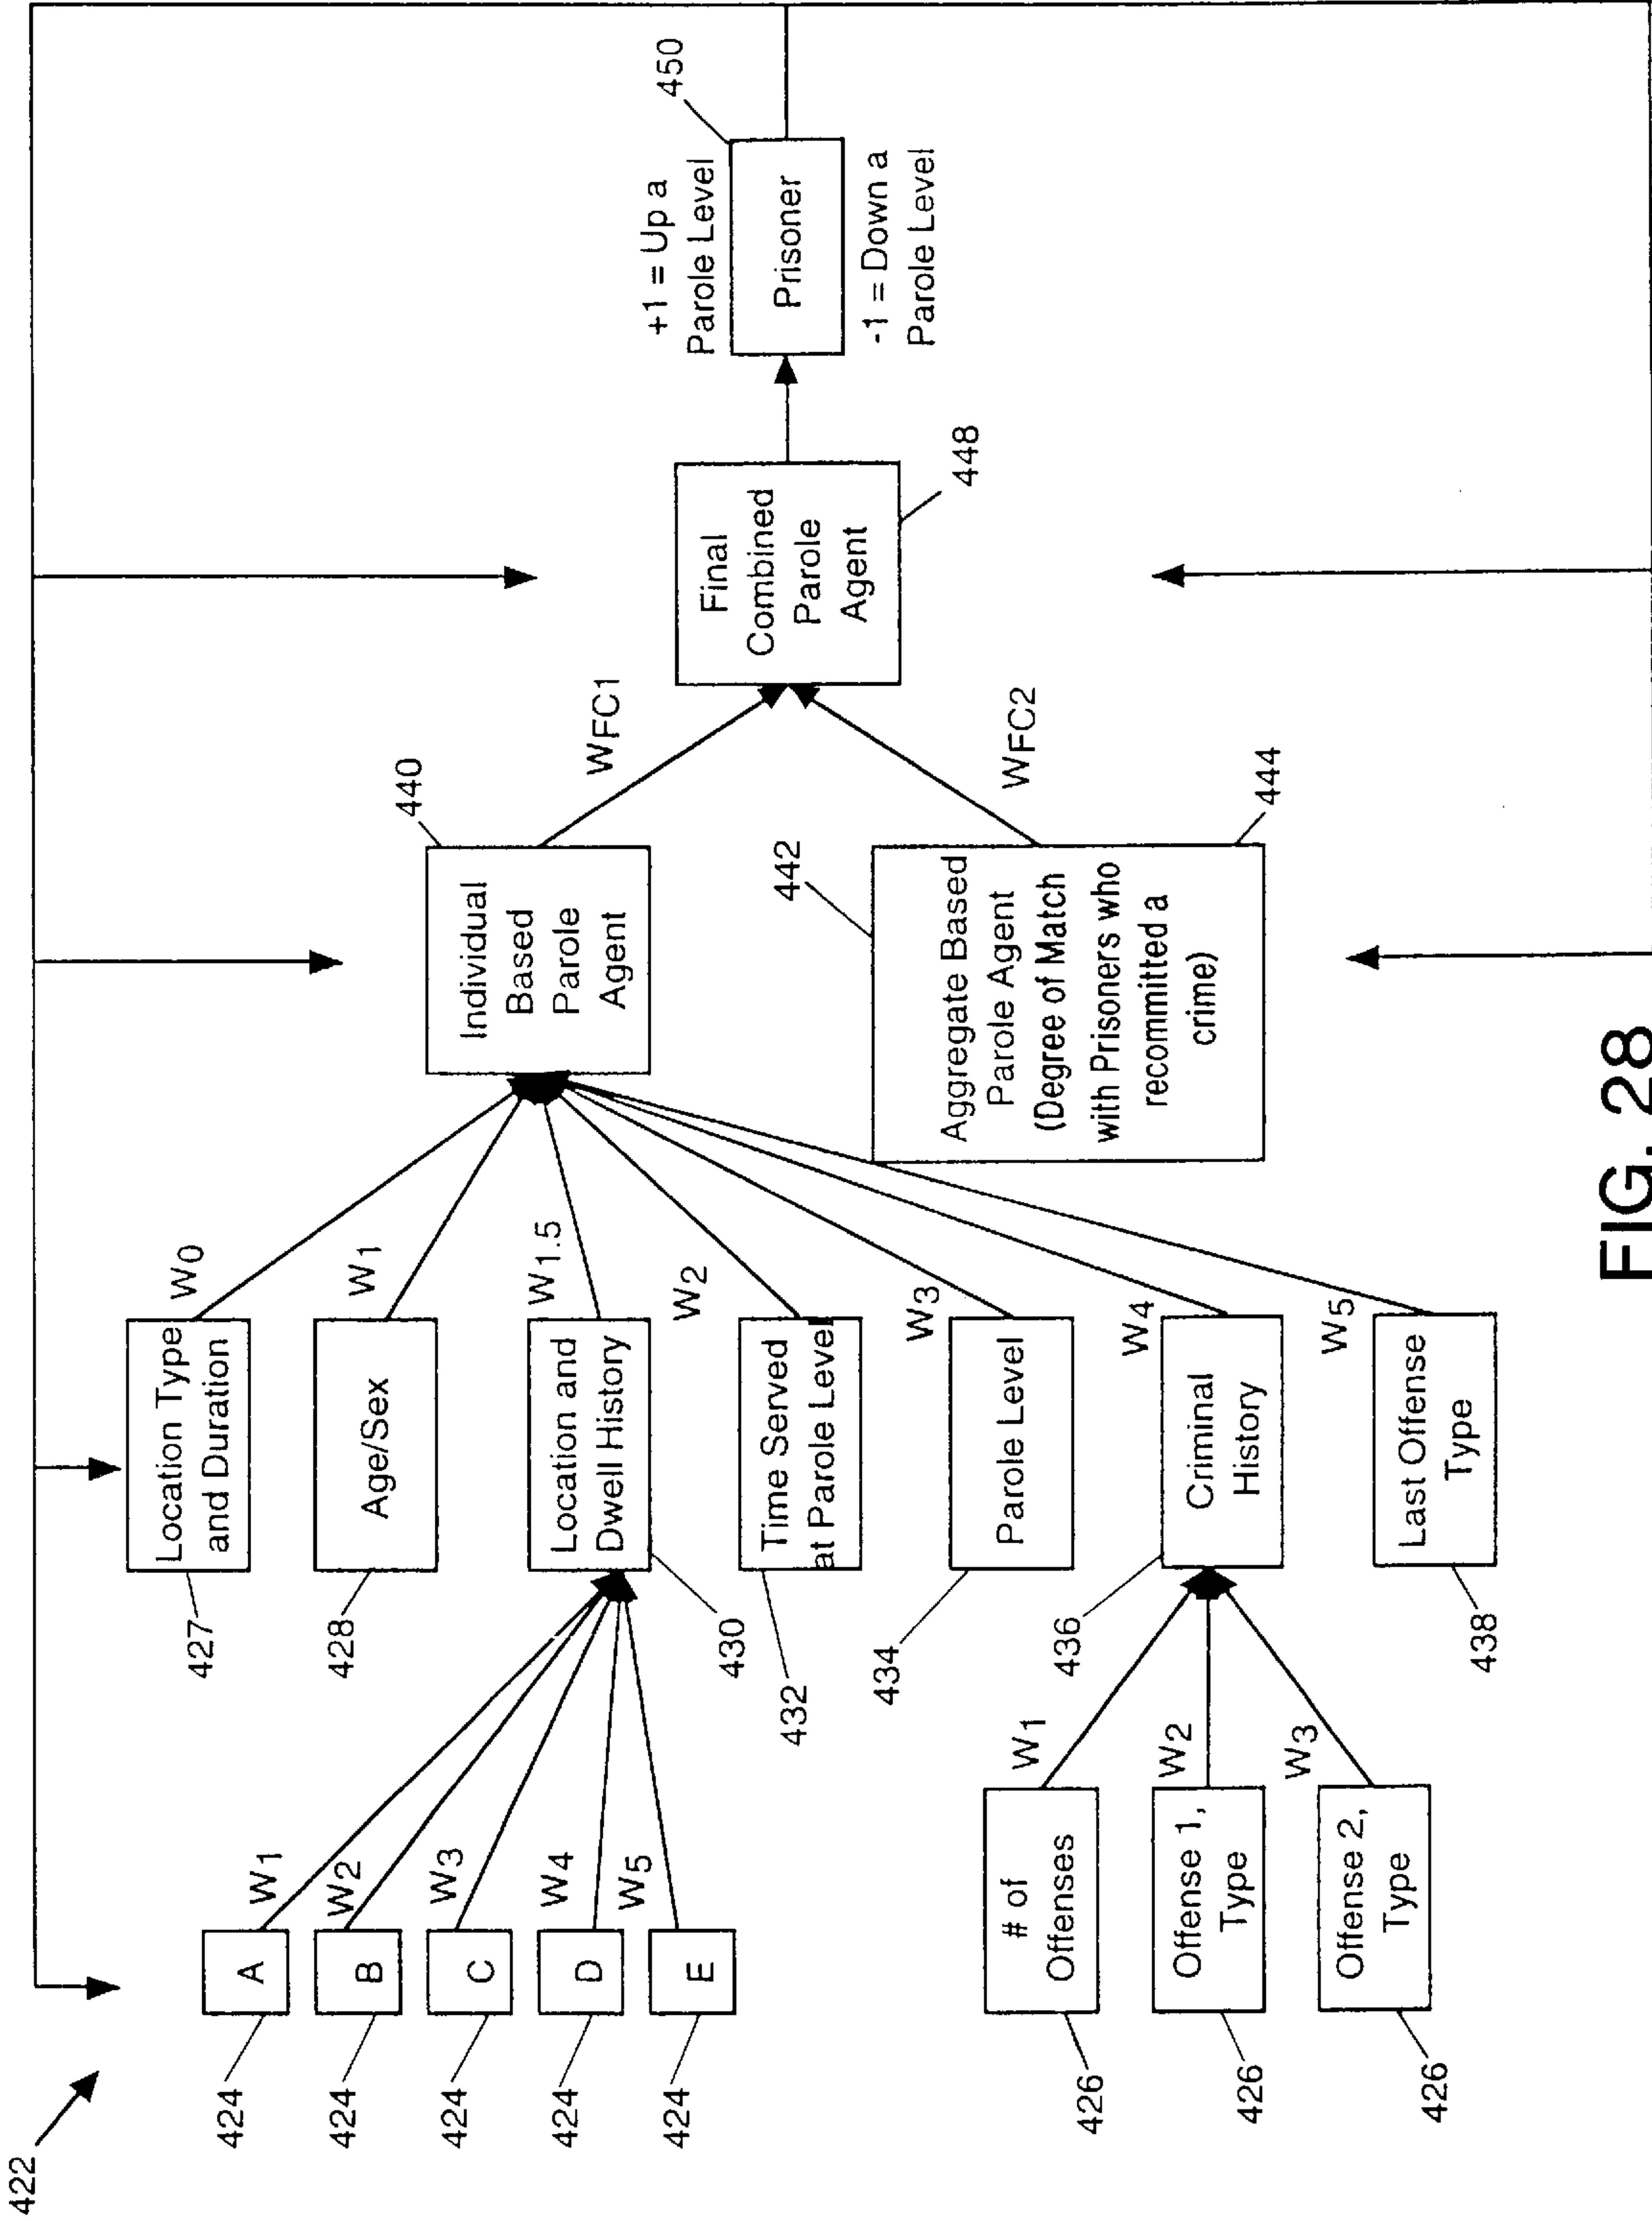 422
424
A
W1
424
B
W2
424
C
W3
424
D
W4
424
E
W5
426
# of
Offenses
W1
426
Offense 1,
Type
W2
426
Offense 2,
Type
W3
427
Location Type
and Duration
W0
428
Age/Sex
W1
430
Location and
Dwell History
W1.5
432
Time Served
at Parole Level
W2
434
Parole Level
W3
436
Criminal
History
W4
438
Last Offense
Type
W5
440
Individual
Based
Parole
Agent
WFC1
442
Aggregate Based
Parole Agent
(Degree of Match
with Prisoners who
recommitted a
crime)
444
WFC2
Final
Combined
Parole
Agent
448
+1 = Up a
Parole Level
450
Prisoner
-1 = Down a
Parole Level
FIG. 28